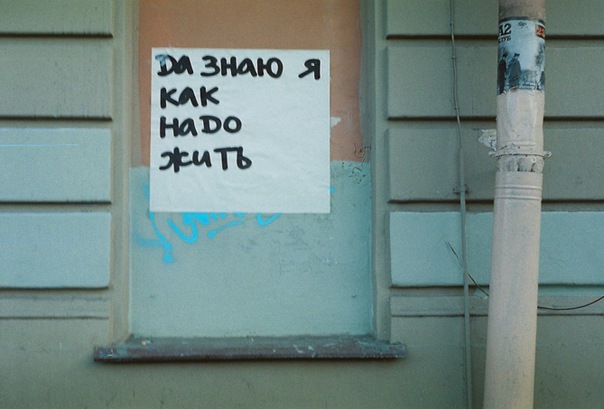 Да знаю я
как
надо
жить